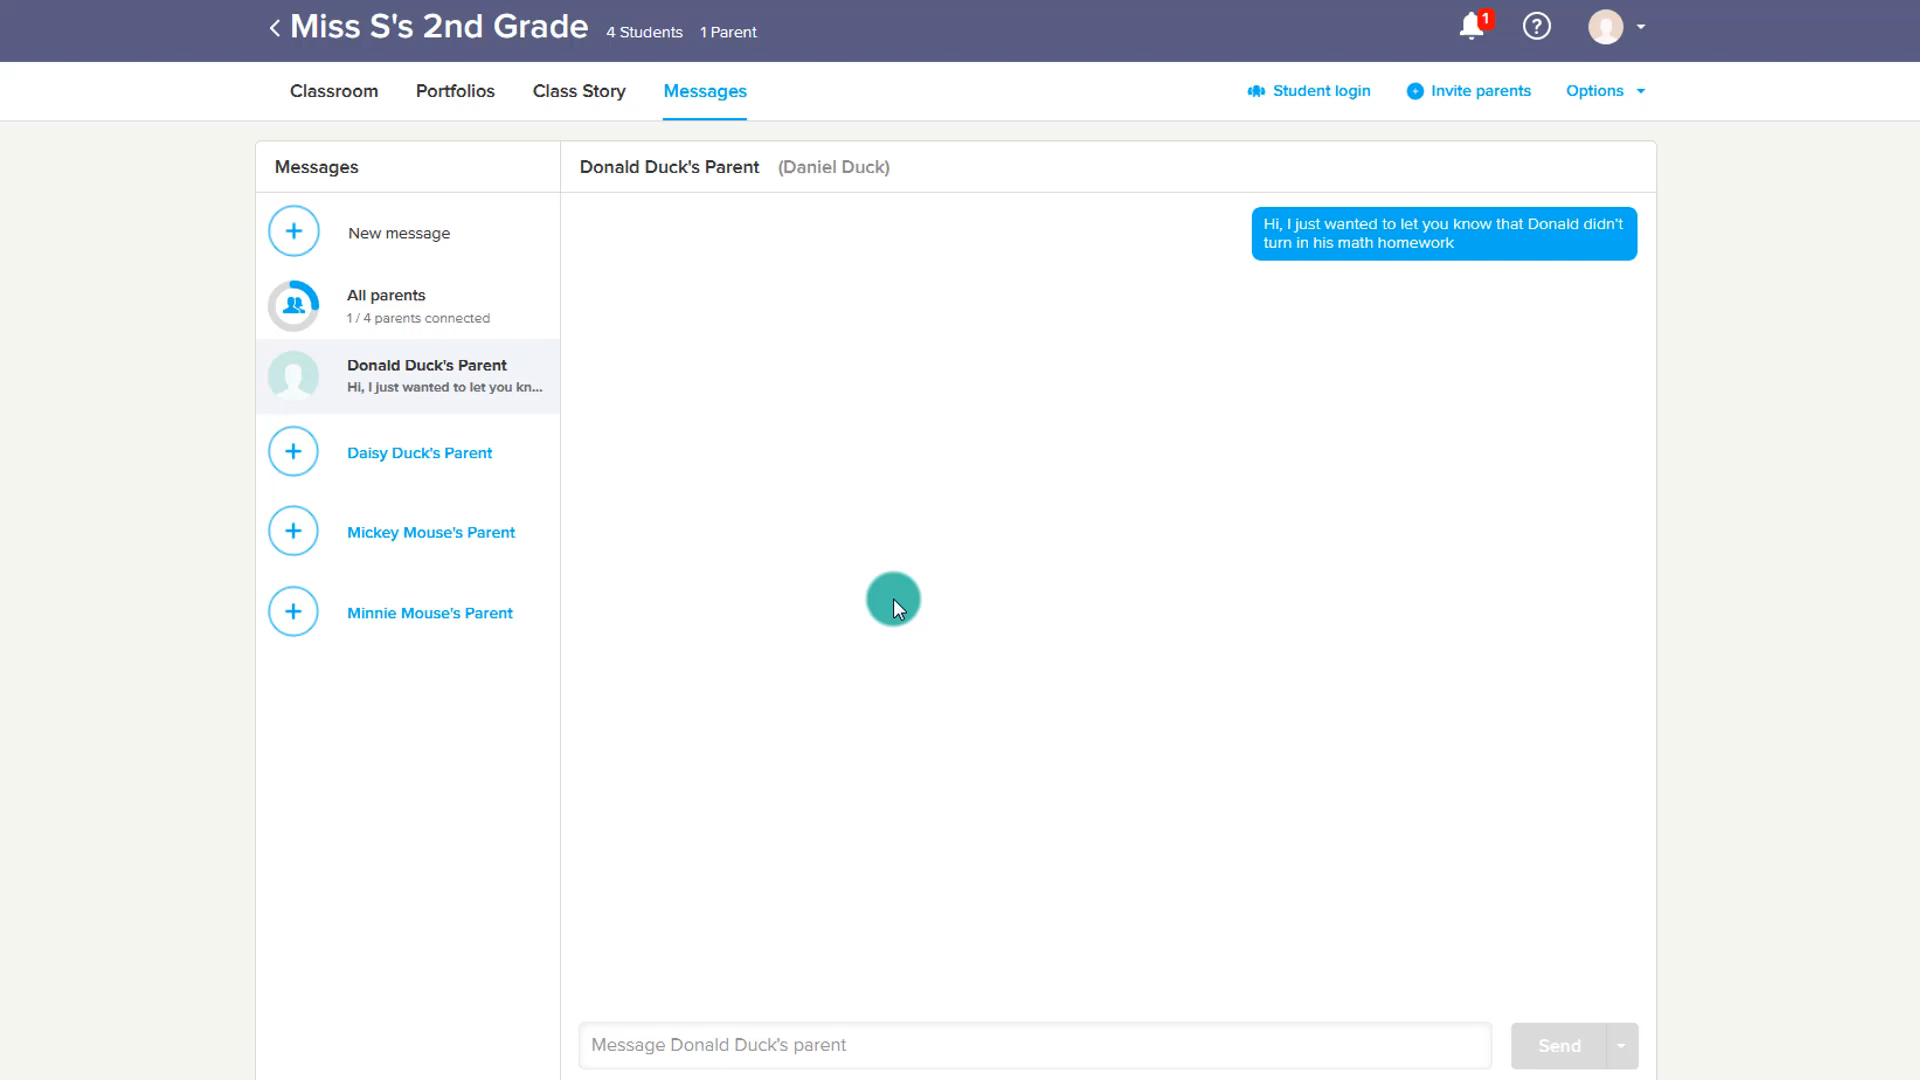 Miss S's 2nd Grade 4 Students 1 Parent
1
?
Classroom Portfolios Class Story Messages
Student login Invite parents Options
Messages
Donald Duck's Parent (Daniel Duck)
New message
All parents
1 / 4 parents connected
Donald Duck's Parent
Hi, I just wanted to let you kn...
Daisy Duck's Parent
Mickey Mouse's Parent
Minnie Mouse's Parent
Hi, I just wanted to let you know that Donald didn't
turn in his math homework
Message Donald Duck's parent
Send